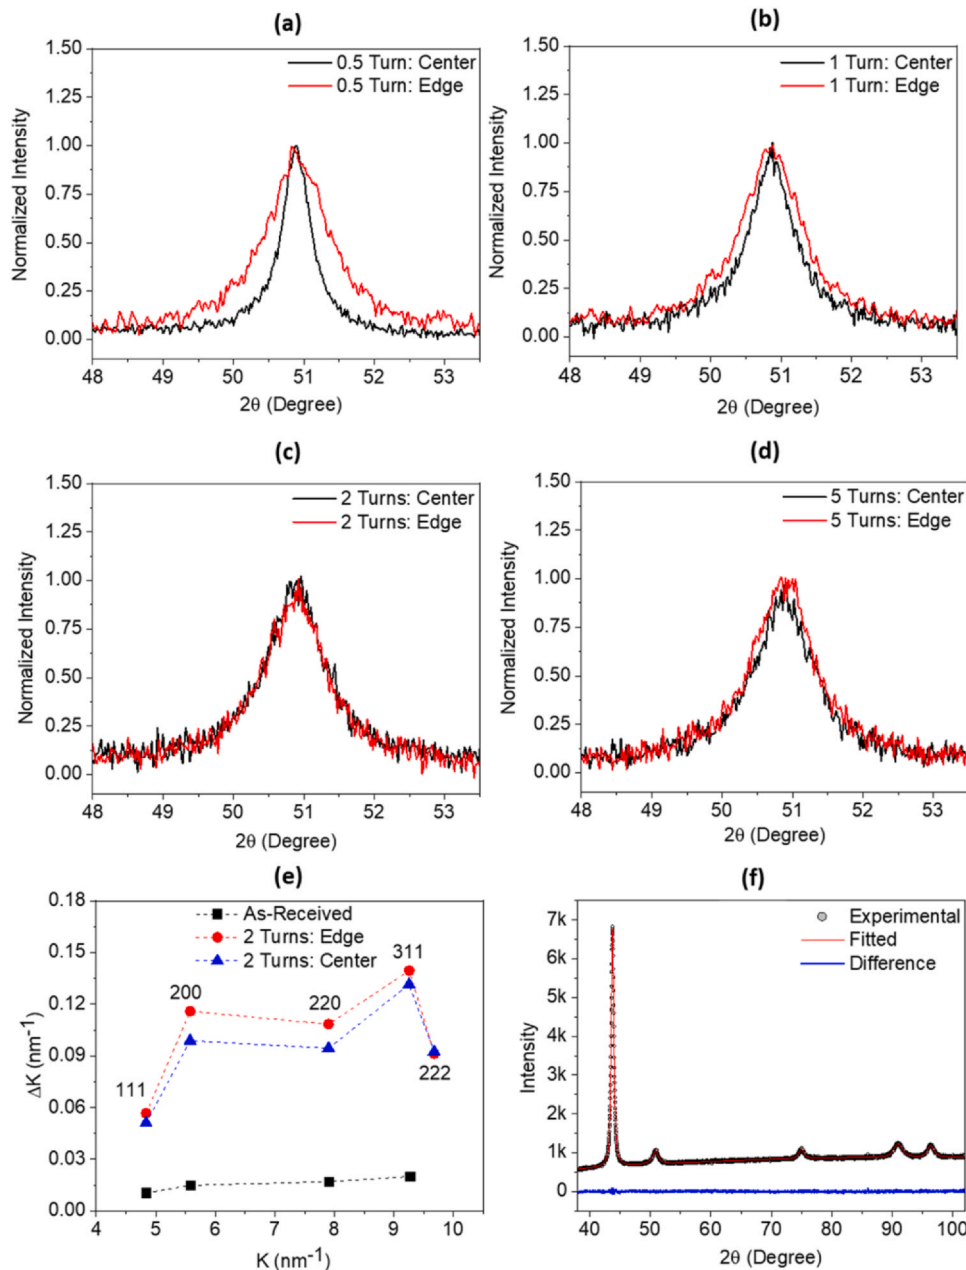 (a)
1.50
1.25
1.00
0.75
0.50
0.25
0.00
Normalized Intensity
0.5 Turn: Center
0.5 Turn: Edge
48 49 50 51 52 53
2θ (Degree)
(b)
1.50
1.25
1.00
0.75
0.50
0.25
0.00
Normalized Intensity
1 Turn: Center
1 Turn: Edge
48 49 50 51 52 53
2θ (Degree)
(c)
1.50
1.25
1.00
0.75
0.50
0.25
0.00
Normalized Intensity
2 Turns: Center
2 Turns: Edge
48 49 50 51 52 53
2θ (Degree)
(d)
1.50
1.25
1.00
0.75
0.50
0.25
0.00
Normalized Intensity
5 Turns: Center
5 Turns: Edge
48 49 50 51 52 53
2θ (Degree)
(e)
0.18
0.15
0.12
0.09
0.06
0.03
0.00
ΔK (nm⁻¹)
As-Received
2 Turns: Edge
2 Turns: Center
111
200
220
311
222
4 5 6 7 8 9 10
K (nm⁻¹)
(f)
7k
6k
5k
4k
3k
2k
1k
0
Intensity
Experimental
Fitted
Difference
40 50 60 70 80 90 100
2θ (Degree)